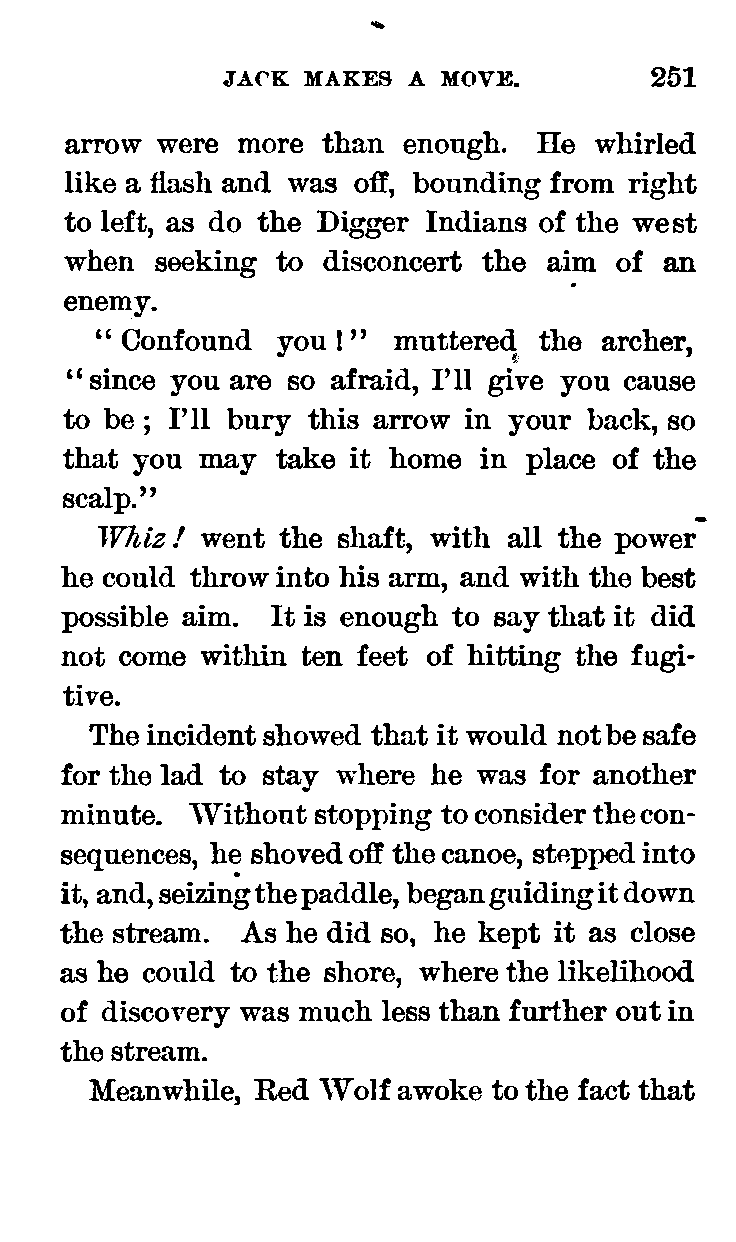 JACK MAKES A MOVE. 251
arrow were more than enough. He whirled
like a flash and was off, bounding from right
to left, as do the Digger Indians of the west
when seeking to disconcert the aim of an
enemy.
"Confound you!" muttered the archer,
"since you are so afraid, I'll give you cause
to be; I'll bury this arrow in your back, so
that you may take it home in place of the
scalp."
Whiz! went the shaft, with all the power
he could throw into his arm, and with the best
possible aim. It is enough to say that it did
not come within ten feet of hitting the fugi-
tive.
The incident showed that it would not be safe
for the lad to stay where he was for another
minute. Without stopping to consider the con-
sequences, he shoved off the canoe, stepped into
it, and, seizing the paddle, began guiding it down
the stream. As he did so, he kept it as close
as he could to the shore, where the likelihood
of discovery was much less than further out in
the stream.
Meanwhile, Red Wolf awoke to the fact that